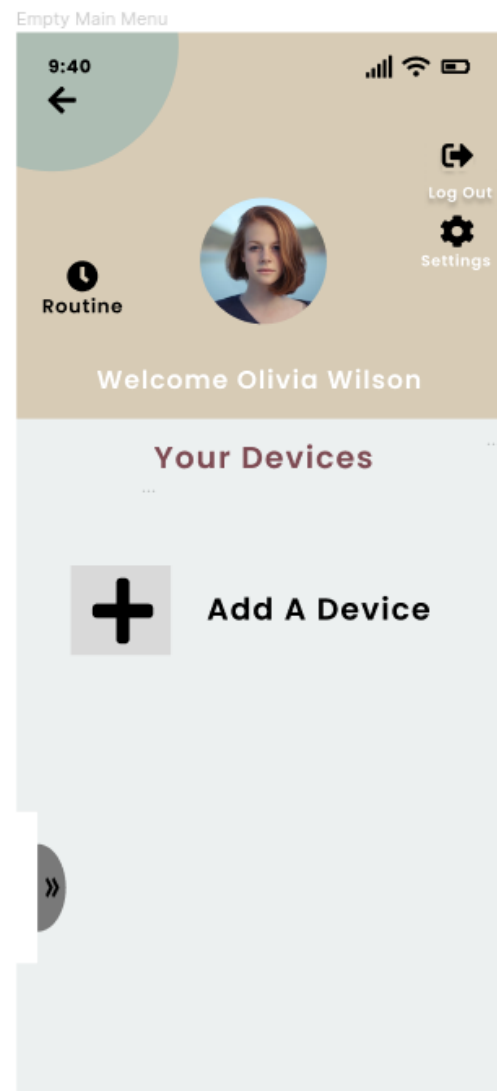 Empty Main Menu
9:40
Log Out
Settings
Routine
Welcome Olivia Wilson
Your Devices
...
...
Add A Device